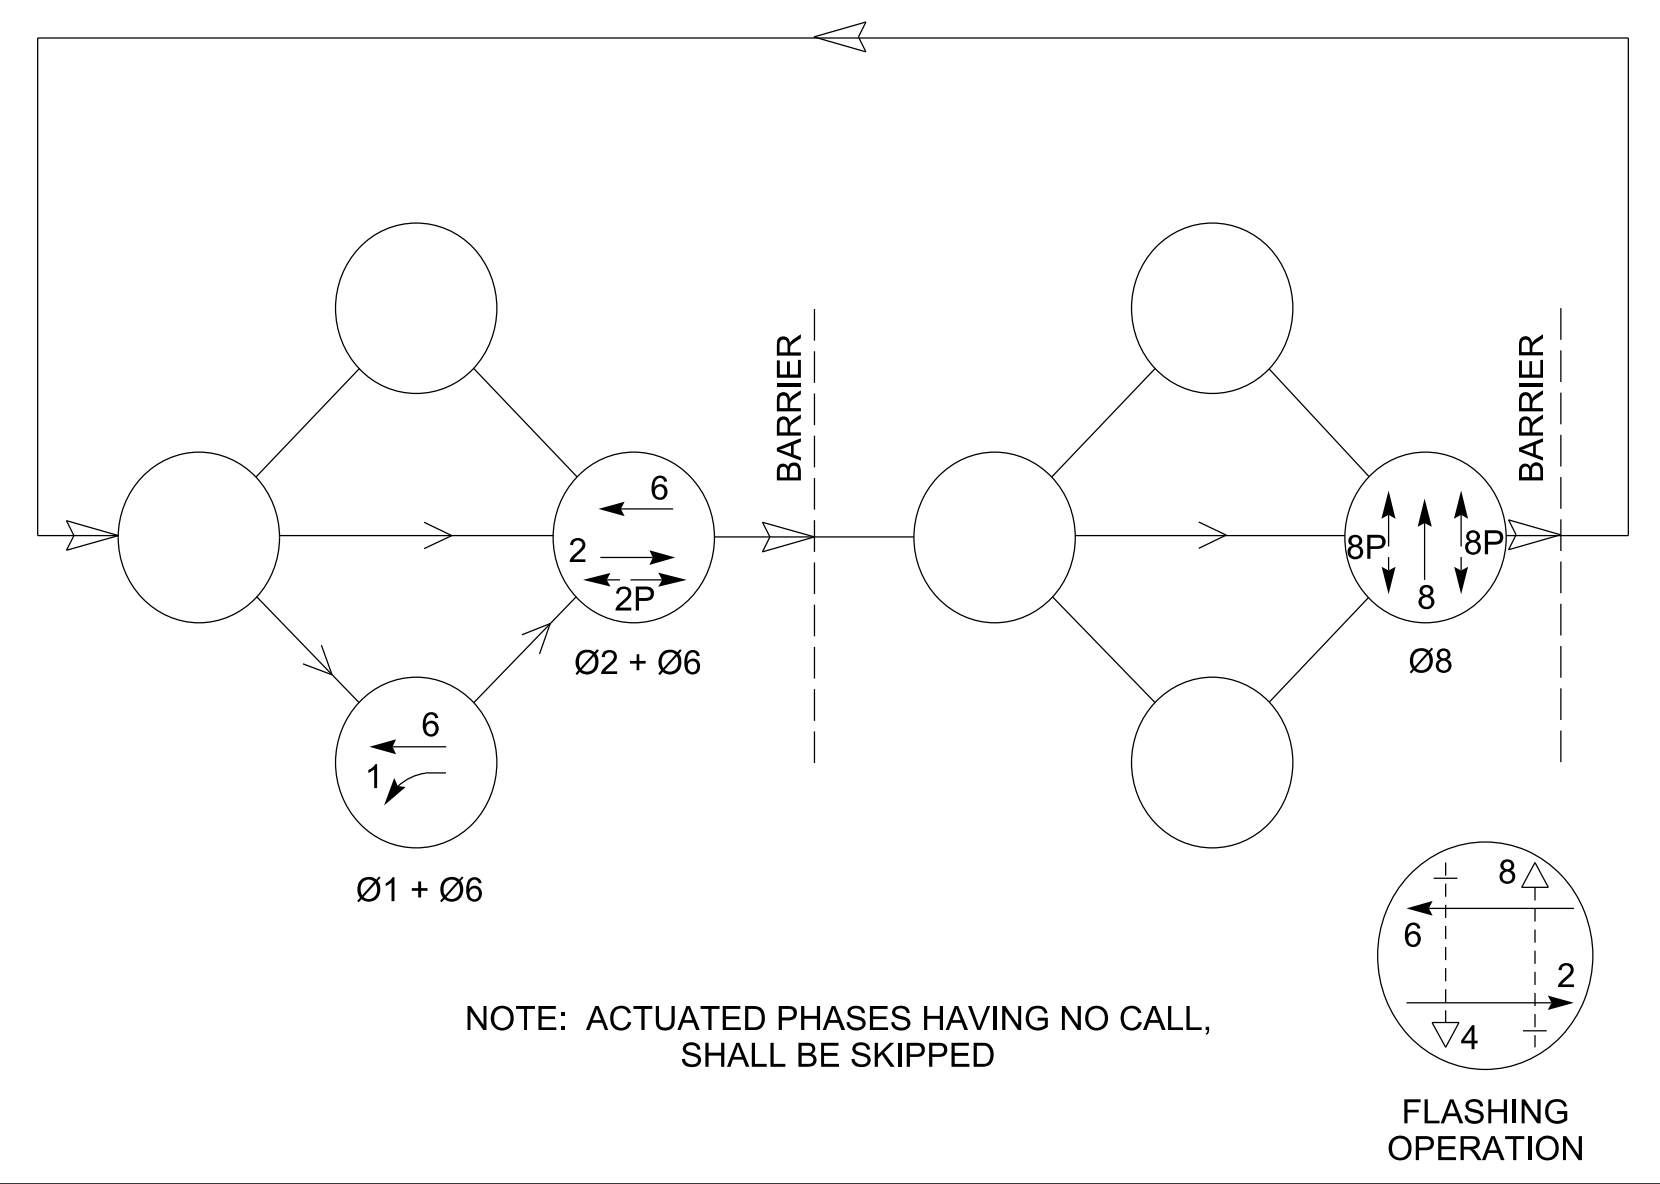 BARRIER
BARRIER
6
2
2P
Ø2 + Ø6
8P
8P
8
Ø8
6
1
Ø1 + Ø6
8
6
2
4
NOTE: ACTUATED PHASES HAVING NO CALL,
SHALL BE SKIPPED
FLASHING
OPERATION